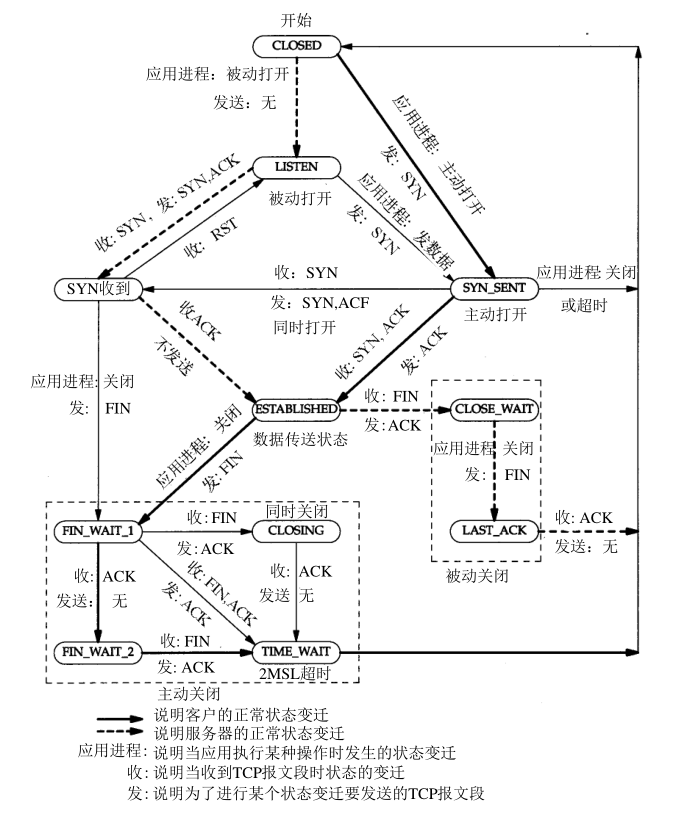 开始
CLOSED
应用进程：被动打开
发送：无
应用进程：主动打开
发：SYN
LISTEN
被动打开
收：SYN，发：SYN,ACK
收：RST
应用进程：发数据
发：SYN
SYN收到
收：SYN
发：SYN,ACF
同时打开
SYN_SENT
主动打开
应用进程：关闭
或超时
收ACK
不发送
收：SYN, ACK
发：ACK
应用进程：关闭
发：FIN
ESTABLISHED
数据传送状态
收：FIN
发：ACK
CLOSE_WAIT
应用进程：关闭
发：FIN
应用进程：关闭
发：FIN
LAST_ACK
收：ACK
发送：无
被动关闭
FIN_WAIT_1
收：FIN
发：ACK
同时关闭
CLOSING
收：ACK
发送：无
收：FIN,ACK
发：ACK
收：ACK
发送 无
FIN_WAIT_2
收：FIN
发：ACK
TIME_WAIT
2MSL超时
主动关闭
说明客户的正常状态变迁
说明服务器的正常状态变迁
应用进程：说明当应用执行某种操作时发生的状态变迁
收：说明当收到TCP报文段时状态的变迁
发：说明为了进行某个状态变迁要发送的TCP报文段